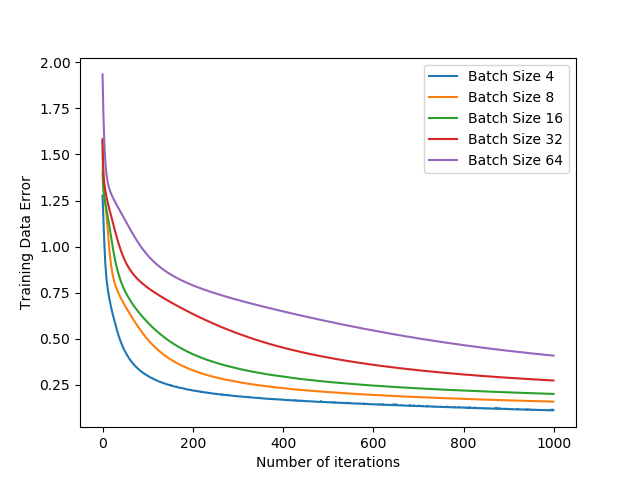 2.00
1.75
1.50
1.25
1.00
0.75
0.50
0.25
Training Data Error
Batch Size 4
Batch Size 8
Batch Size 16
Batch Size 32
Batch Size 64
0 200 400 600 800 1000
Number of iterations